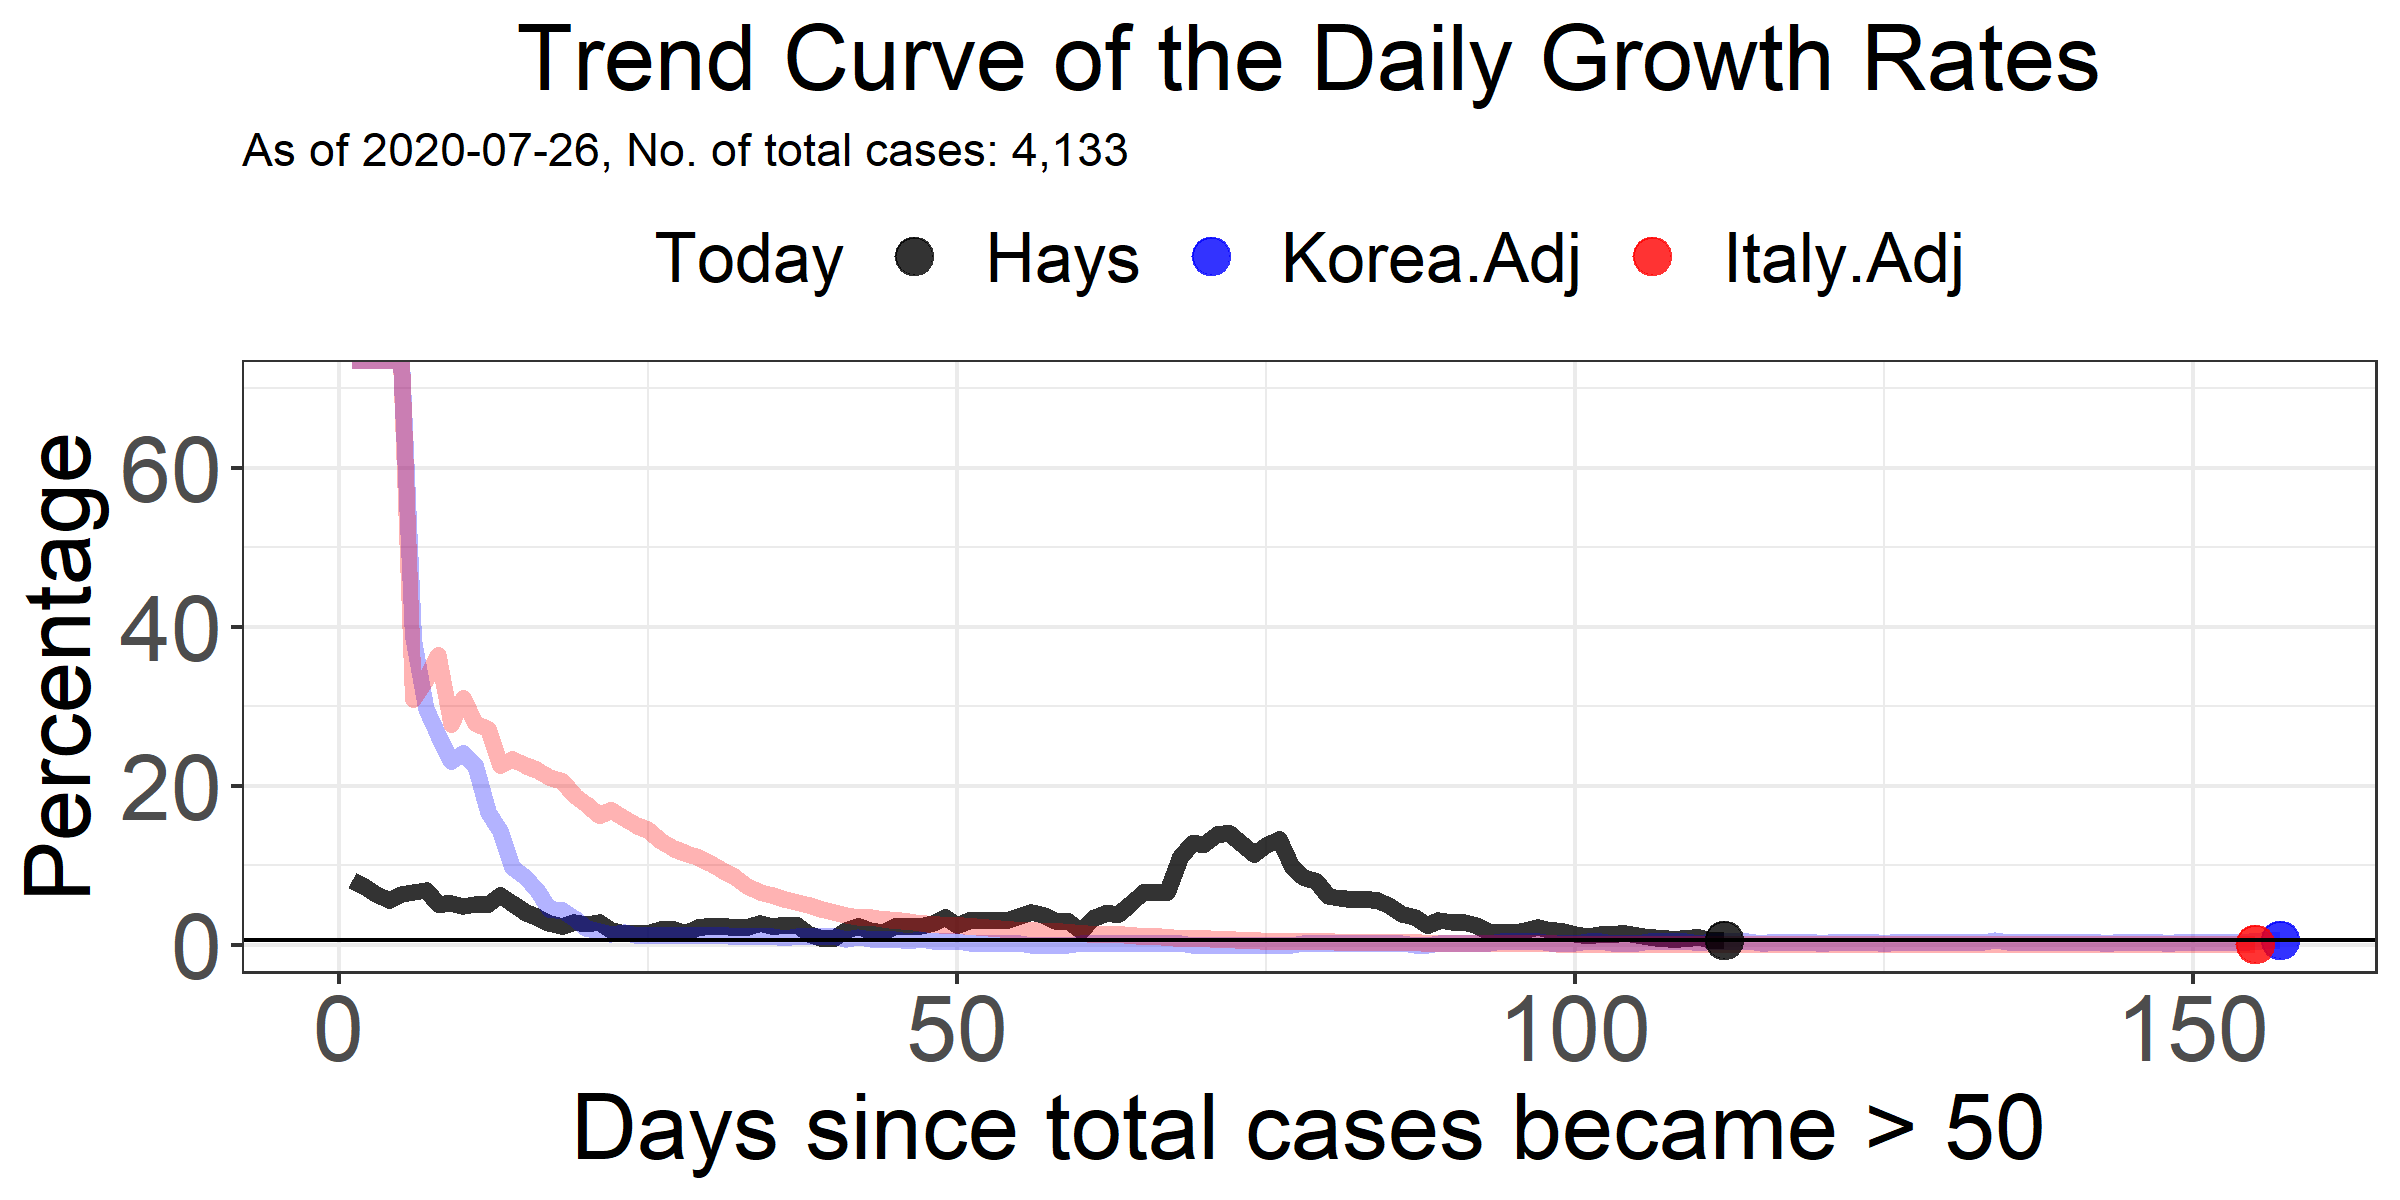 Trend Curve of the Daily Growth Rates
As of 2020-07-26, No. of total cases: 4,133
Today Hays Korea.Adj Italy.Adj
Percentage
60
40
20
0
0 50 100 150
Days since total cases became > 50